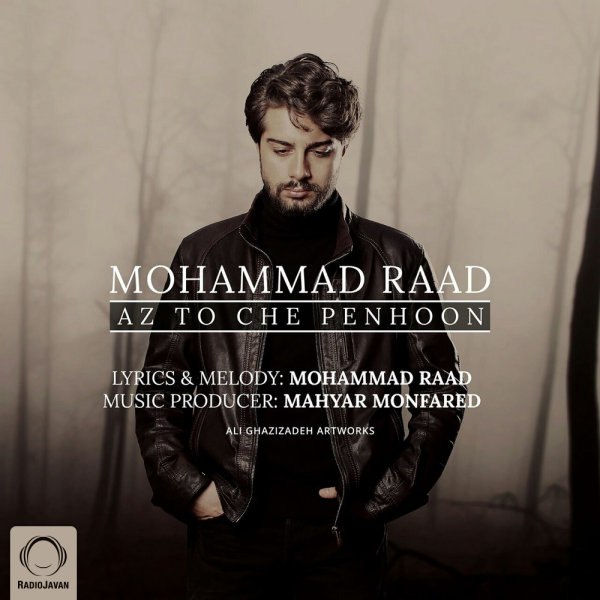 MOHAMMAD RAAD
AZ TO CHE PENHOON
LYRICS & MELODY: MOHAMMAD RAAD
MUSIC PRODUCER: MAHYAR MONFARED
ALI GHAZIZADEH ARTWORKS
RADIOJAVAN